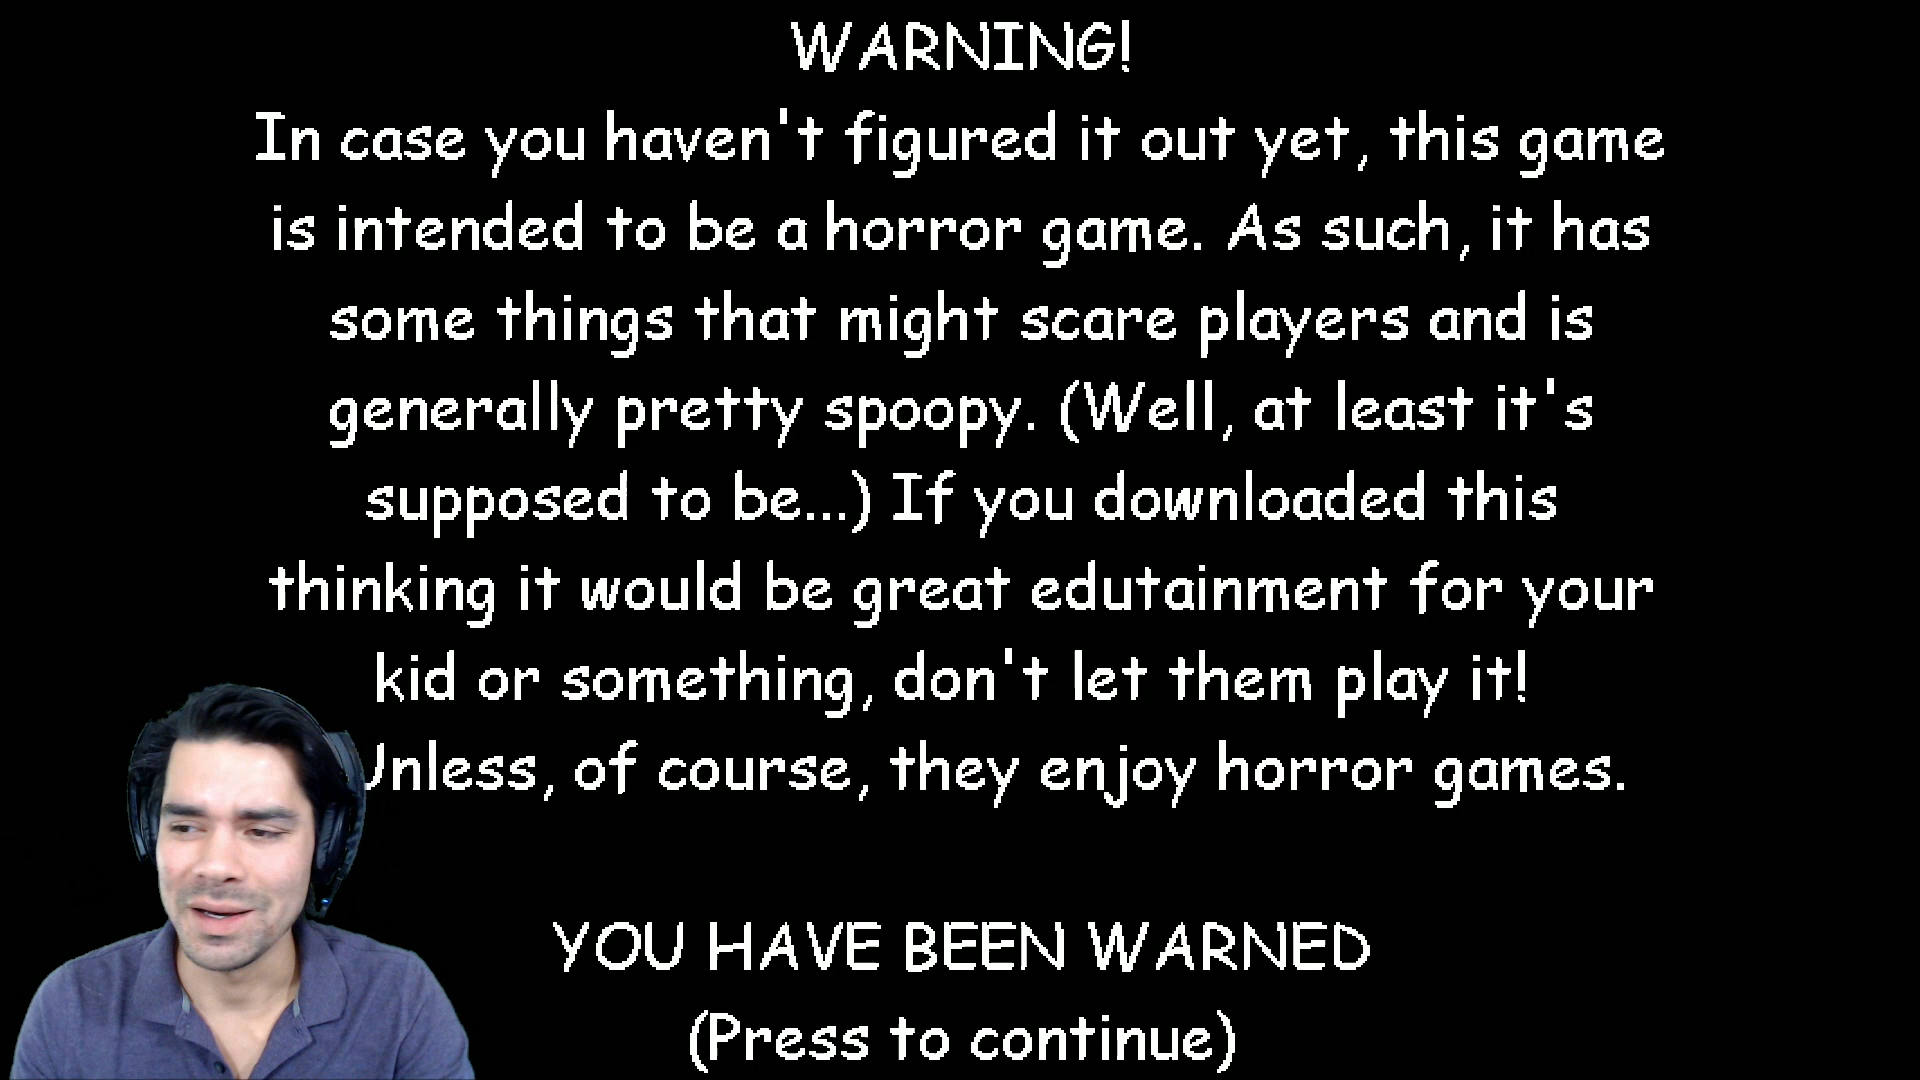 WARNING!
In case you haven't figured it out yet, this game
is intended to be a horror game. As such, it has
some things that might scare players and is
generally pretty spoopy. (Well, at least it's
supposed to be...) If you downloaded this
thinking it would be great edutainment for your
kid or something, don't let them play it!
Unless, of course, they enjoy horror games.
YOU HAVE BEEN WARNED
(Press to continue)